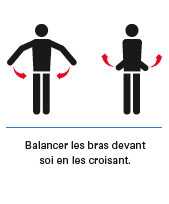 Balancer les bras devant
soi en les croisant.